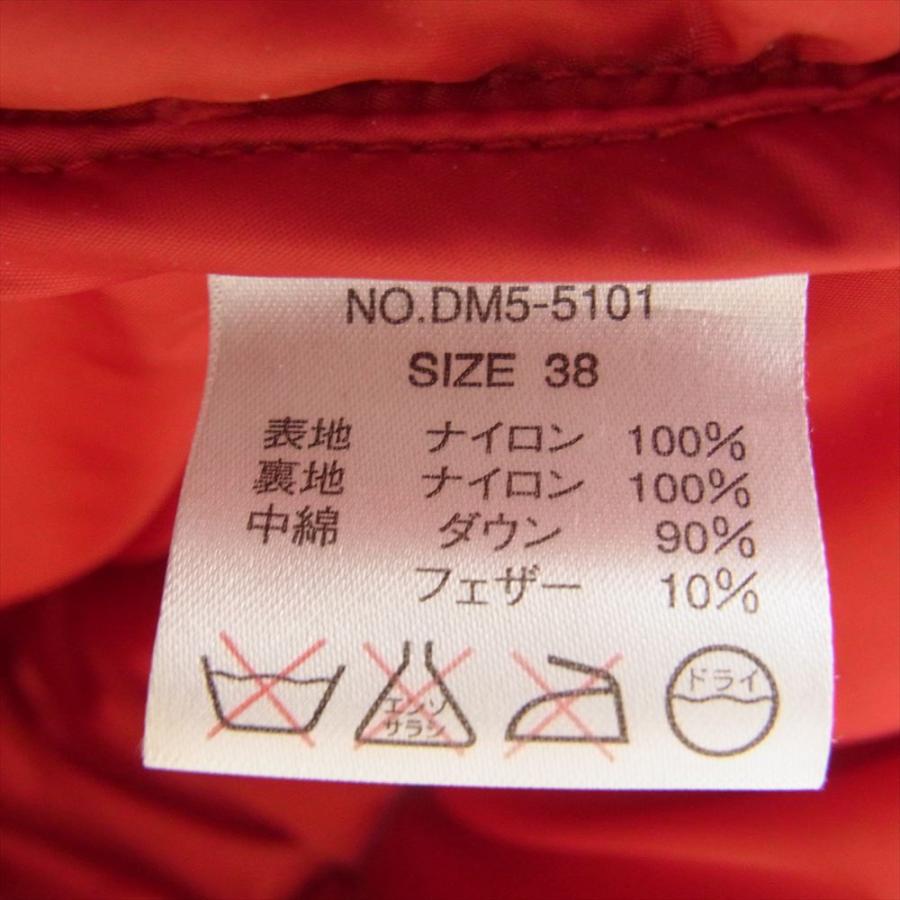 NO.DM5-5101
SIZE 38
表地 ナイロン 100%
裏地 ナイロン 100%
中綿 ダウン 90%
フェザー 10%
エンソ
サラシ
ドライ